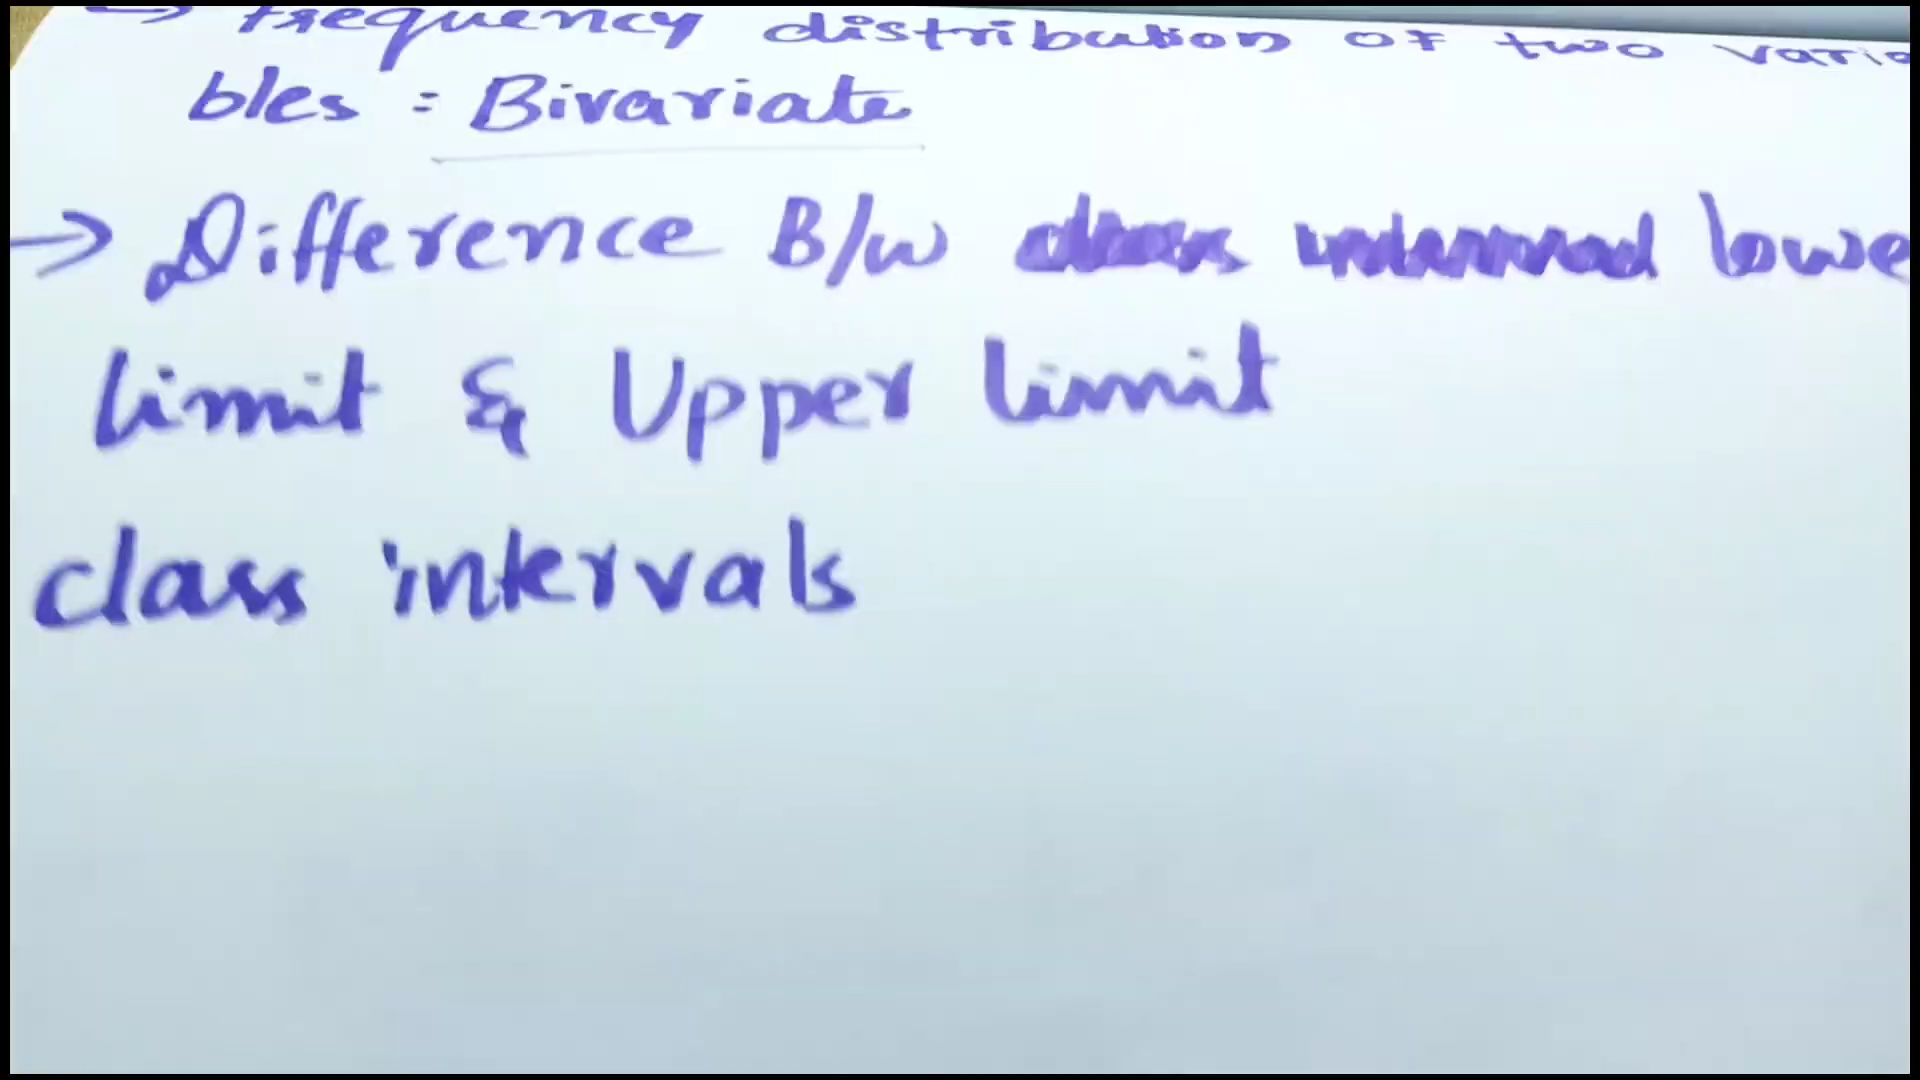 → Frequency distribution of two varia
bles = Bivariate
→ Difference B/w lowe
limit & Upper limit
class intervals